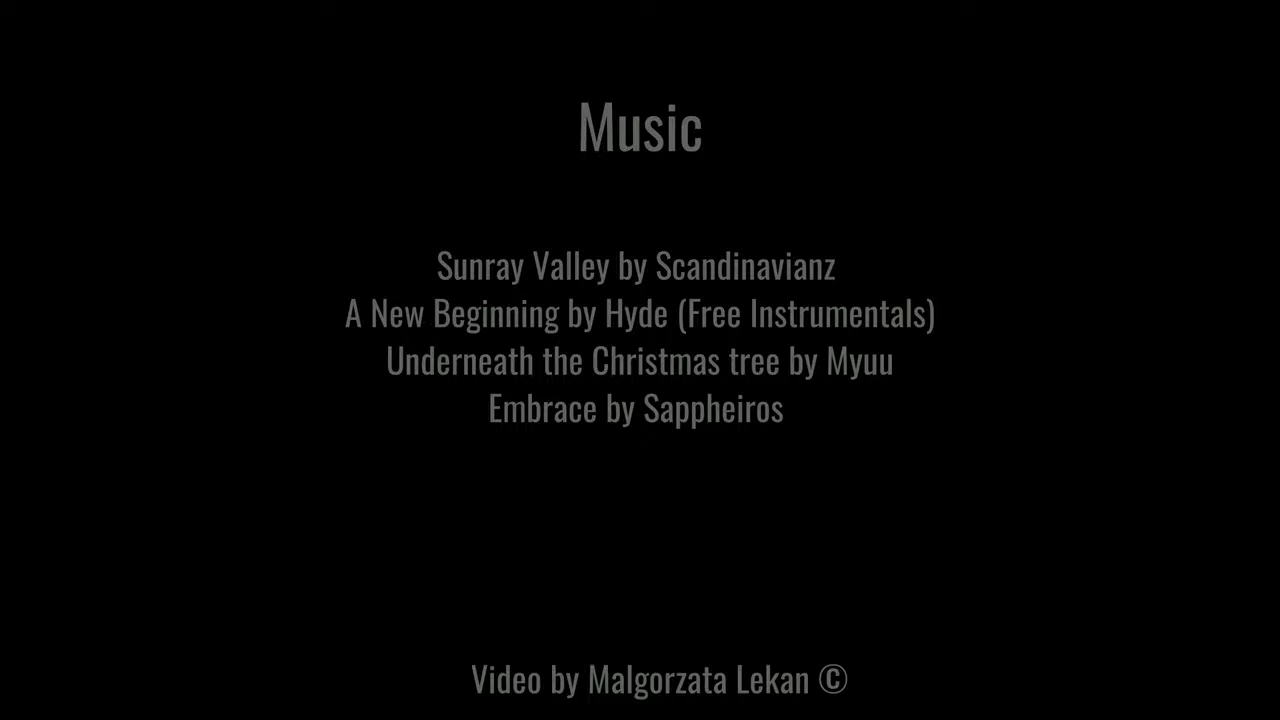 Music
Sunray Valley by Scandinavianz
A New Beginning by Hyde (Free Instrumentals)
Underneath the Christmas tree by Myuu
Embrace by Sappheiros
Video by Malgorzata Lekan ©